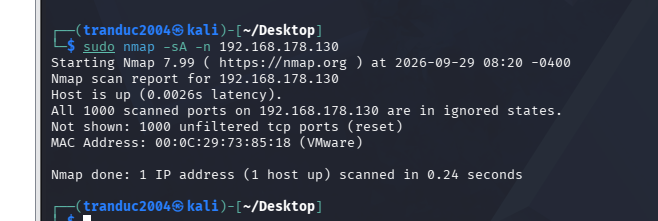 ┌──(tranduc2004㉿kali)-[~/Desktop]
└─$ sudo nmap -sA -n 192.168.178.130
Starting Nmap 7.99 ( https://nmap.org ) at 2026-09-29 08:20 -0400
Nmap scan report for 192.168.178.130
Host is up (0.0026s latency).
All 1000 scanned ports on 192.168.178.130 are in ignored states.
Not shown: 1000 unfiltered tcp ports (reset)
MAC Address: 00:0C:29:73:85:18 (VMware)
Nmap done: 1 IP address (1 host up) scanned in 0.24 seconds
┌──(tranduc2004㉿kali)-[~/Desktop]
└─$